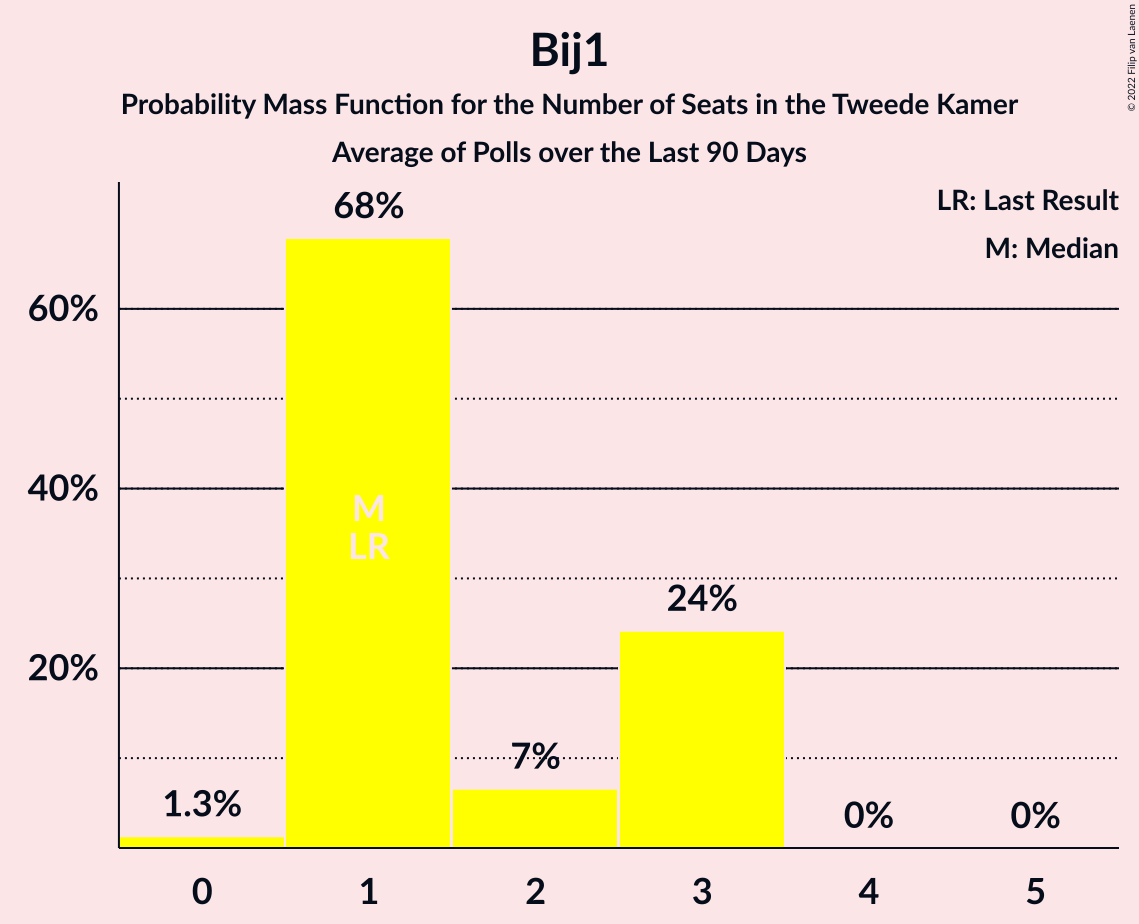 Bij1
Probability Mass Function for the Number of Seats in the Tweede Kamer
Average of Polls over the Last 90 Days
© 2022 Filip van Laenen
LR: Last Result
M: Median
60%
40%
20%
68%
M
LR
24%
7%
1.3%
0%
0%
0
1
2
3
4
5